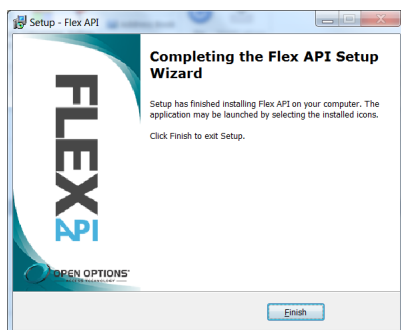 Setup - Flex API
Completing the Flex API Setup
Wizard
Setup has finished installing Flex API on your computer. The
application may be launched by selecting the installed icons.
Click Finish to exit Setup.
FLEX
API
OPEN OPTIONS
Finish